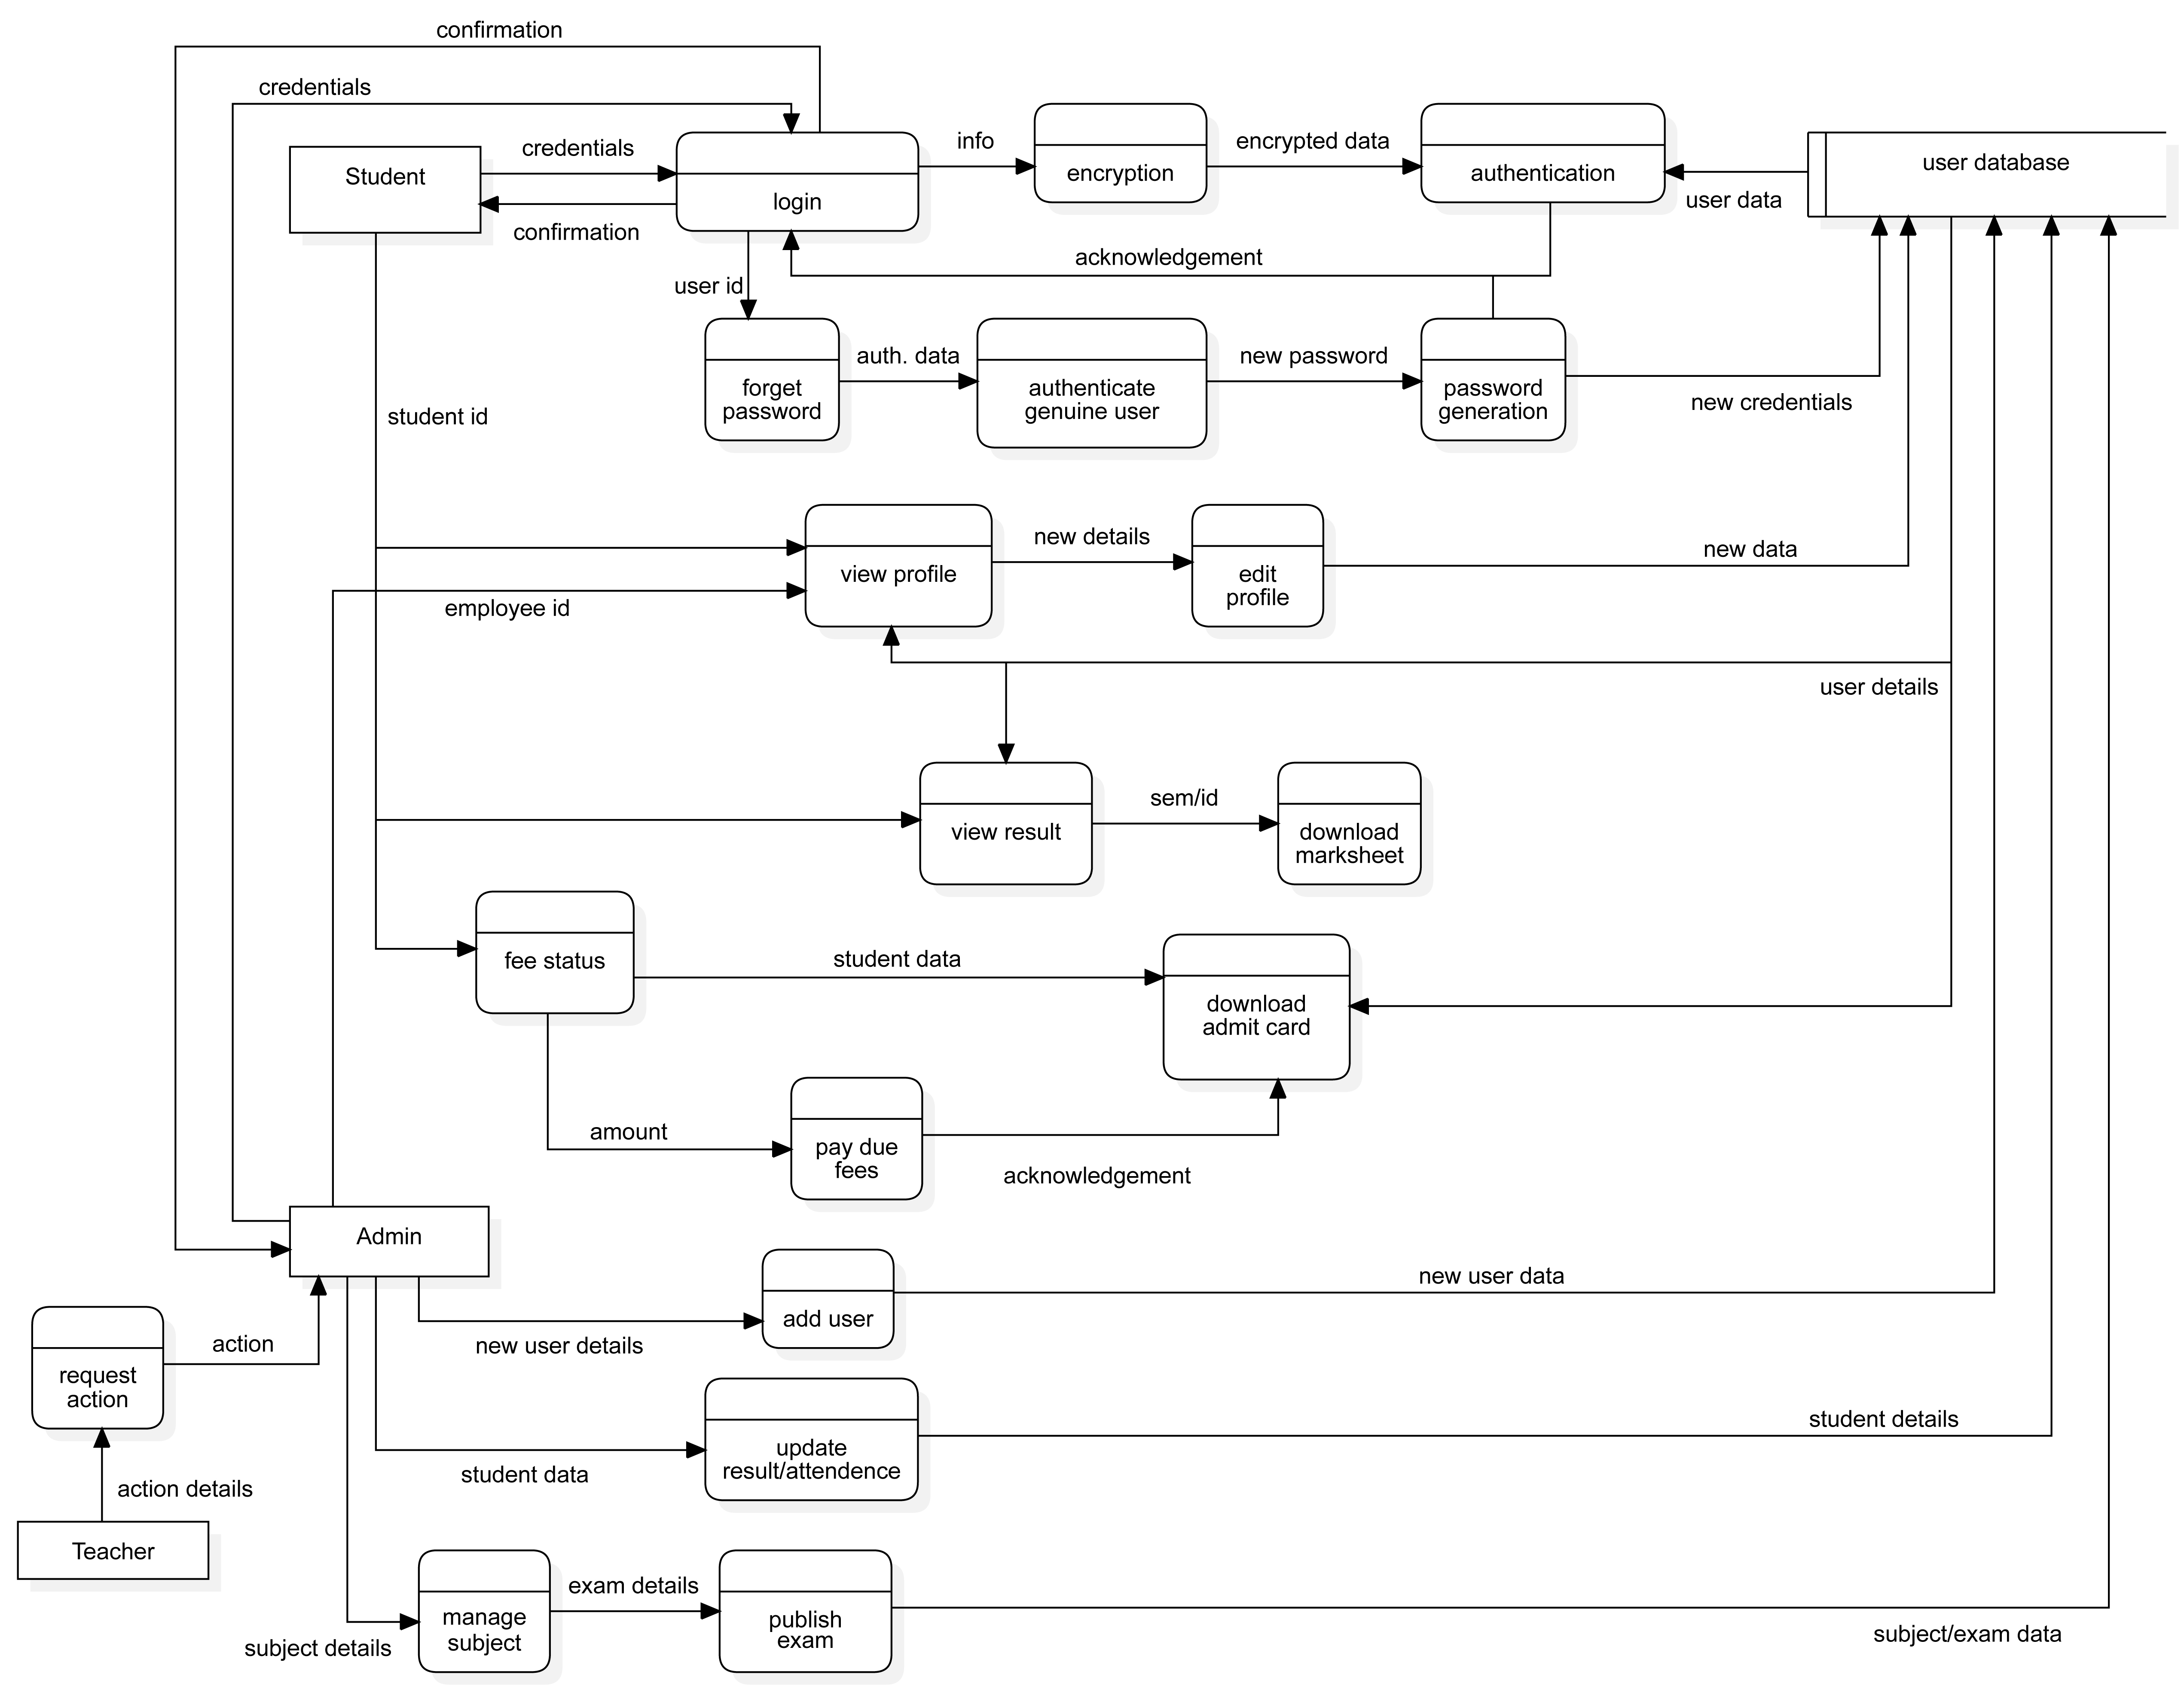 confirmation
credentials
Student
credentials
confirmation
login
info
encryption
encrypted data
authentication
user data
user database
acknowledgement
user id
forget
password
auth. data
authenticate
genuine user
new password
password
generation
new credentials
student id
view profile
new details
edit
profile
new data
employee id
user details
view result
sem/id
download
marksheet
fee status
student data
download
admit card
amount
pay due
fees
acknowledgement
Admin
add user
new user data
new user details
action
request
action
update
result/attendence
student details
student data
action details
Teacher
manage
subject
exam details
publish
exam
subject details
subject/exam data